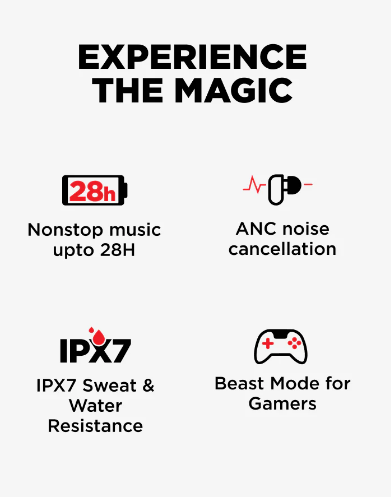 EXPERIENCE
THE MAGIC
28h
Nonstop music
upto 28H
ANC noise
cancellation
IPX7
IPX7 Sweat &
Water
Resistance
Beast Mode for
Gamers